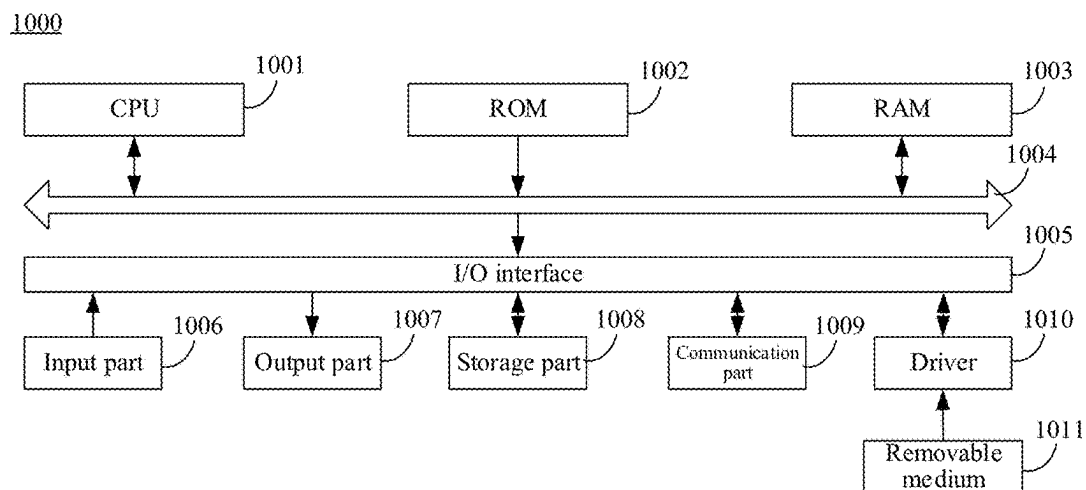 1000
1001
1002
1003
CPU
ROM
RAM
1004
1005
I/O interface
1006
1007
1008
1009
1010
Input part
Output part
Storage part
Communication
part
Driver
1011
Removable
medium